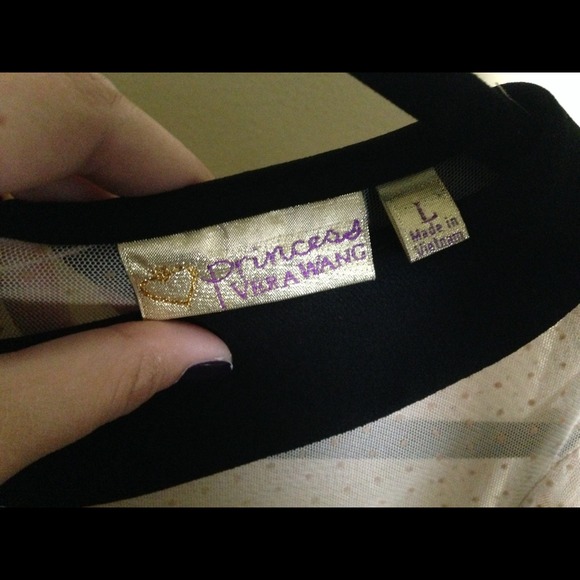 princess
VERA WANG
L
Made in
Vietnam